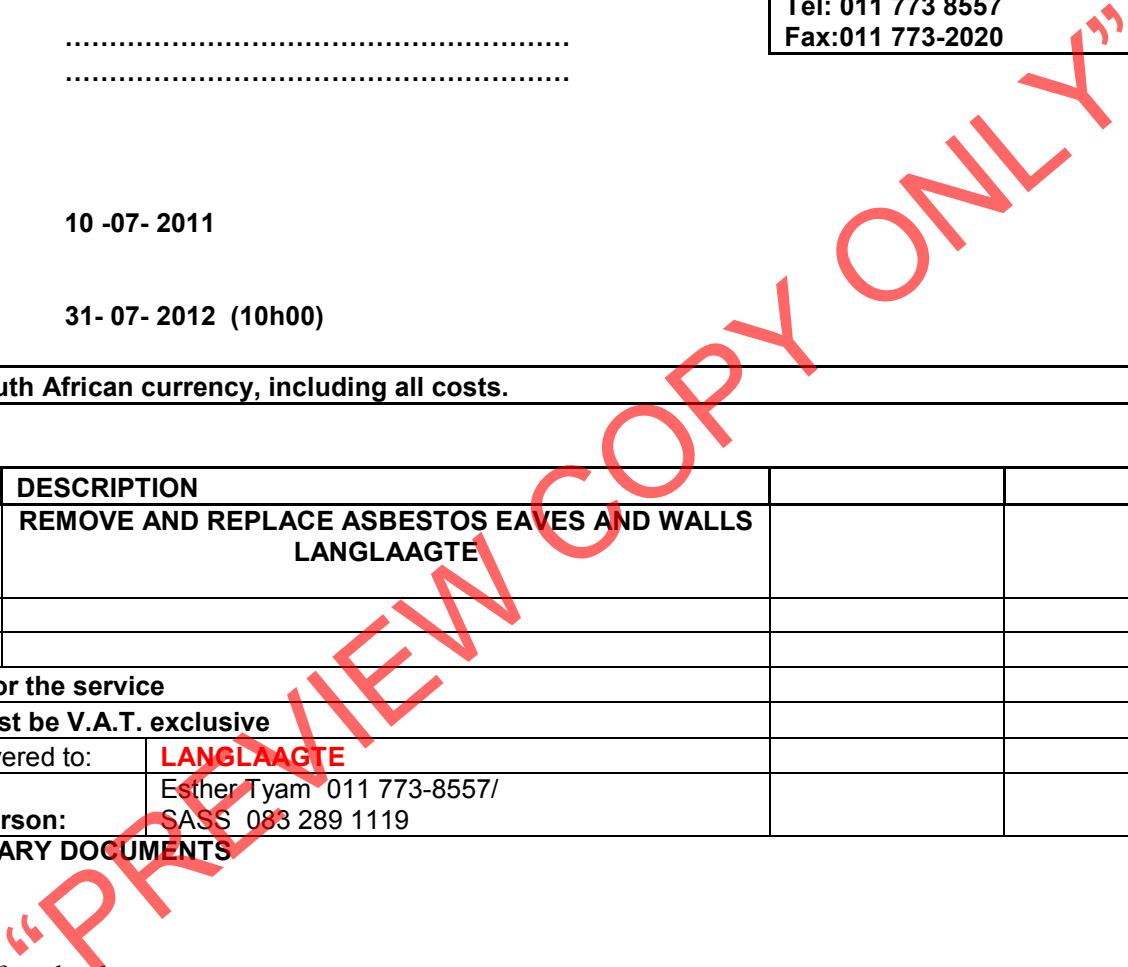 Tel: 011 773 8557
Fax:011 773-2020
........................................................
........................................................
10 -07- 2011
31- 07- 2012 (10h00)
uth African currency, including all costs.
DESCRIPTION
REMOVE AND REPLACE ASBESTOS EAVES AND WALLS
LANGLAAGTE
or the service
st be V.A.T. exclusive
vered to: LANGLAAGTE
Esther Tyam 011 773-8557/
rson: SASS 083 289 1119
ARY DOCUMENTS
“PREVIEW COPY ONLY”